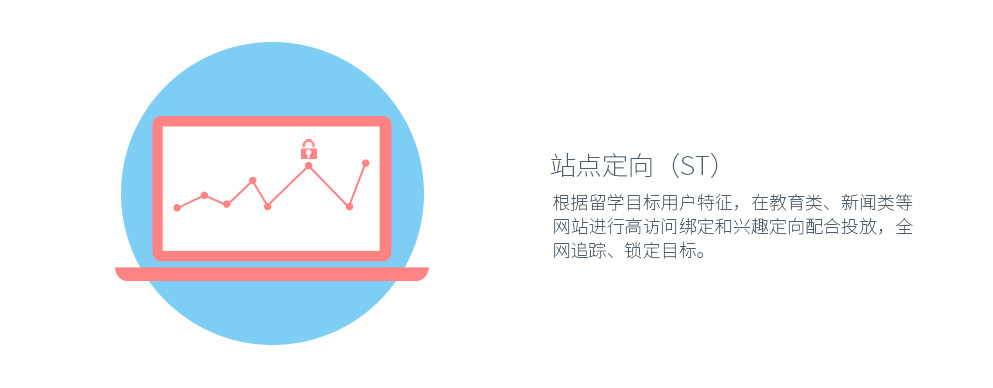 站点定向（ST）
根据留学目标用户特征，在教育类、新闻类等
网站进行高访问绑定和兴趣定向配合投放，全
网追踪、锁定目标。